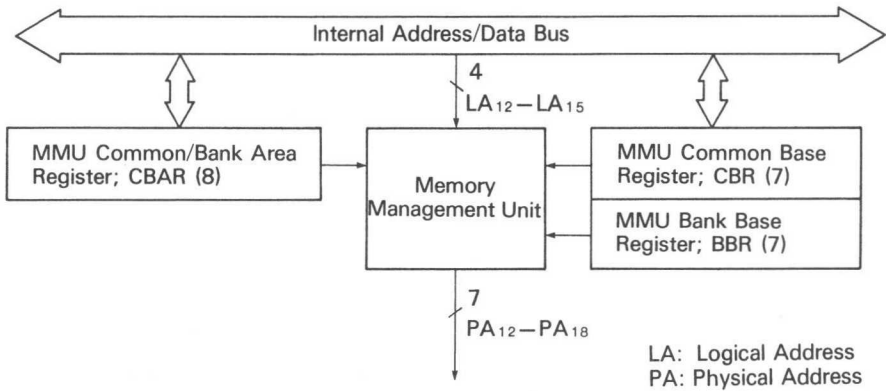 Internal Address/Data Bus
4
LA12–LA15
MMU Common/Bank Area
Register; CBAR (8)
Memory
Management Unit
MMU Common Base
Register; CBR (7)
MMU Bank Base
Register; BBR (7)
7
PA12–PA18
LA: Logical Address
PA: Physical Address